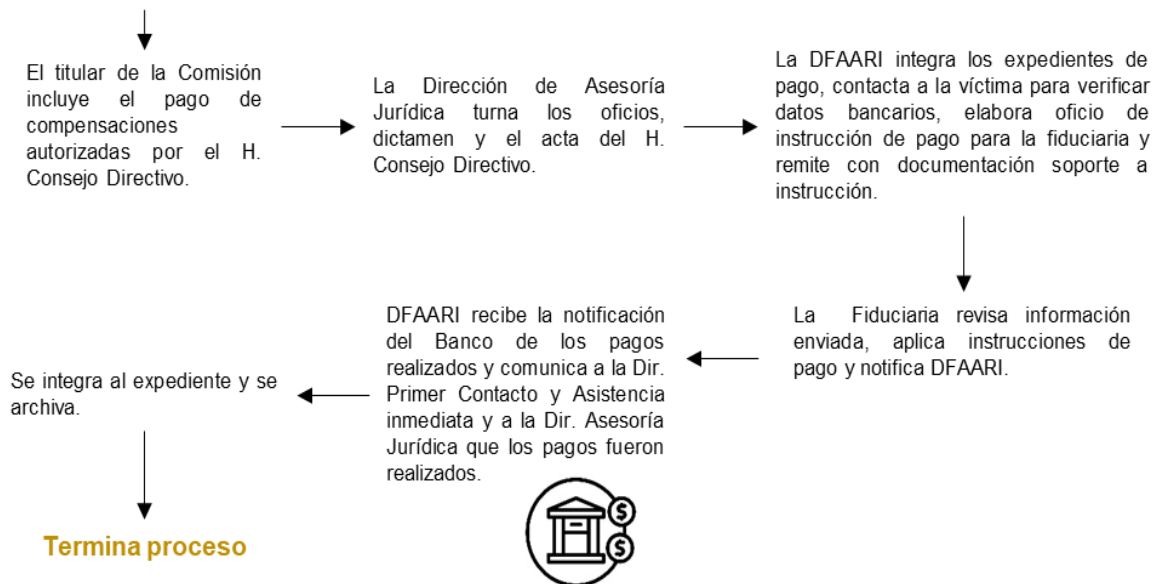 El titular de la Comisión
incluye el pago de
compensaciones
autorizadas por el H.
Consejo Directivo.
La Dirección de Asesoría
Jurídica turna los oficios,
dictamen y el acta del H.
Consejo Directivo.
La DFAARI integra los expedientes de
pago, contacta a la víctima para verificar
datos bancarios, elabora oficio de
instrucción de pago para la fiduciaria y
remite con documentación soporte a
instrucción.
La Fiduciaria revisa información
enviada, aplica instrucciones de
pago y notifica DFAARI.
DFAARI recibe la notificación
del Banco de los pagos
realizados y comunica a la Dir.
Primer Contacto y Asistencia
inmediata y a la Dir. Asesoría
Jurídica que los pagos fueron
realizados.
Se integra al expediente y se
archiva.
Termina proceso
$
$